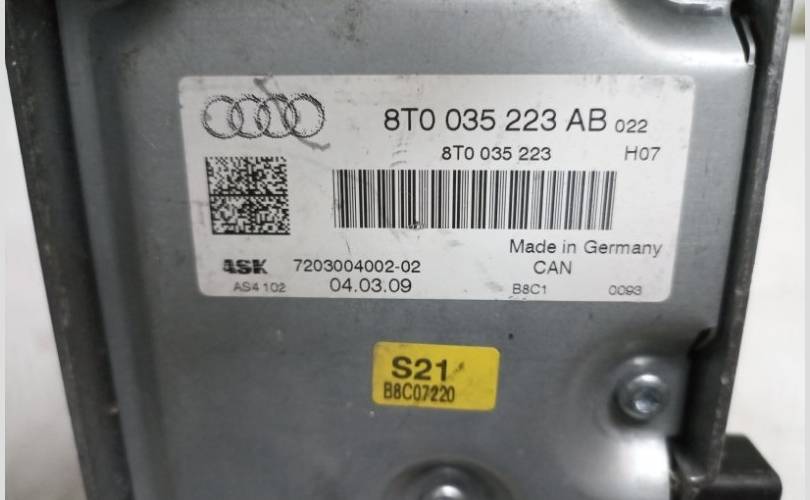 8T0 035 223 AB 022
8T0 035 223 H07
Made in Germany
ASK 7203004002-02 CAN
AS4 102 04.03.09 B8C1 0093
S21
B8C07220